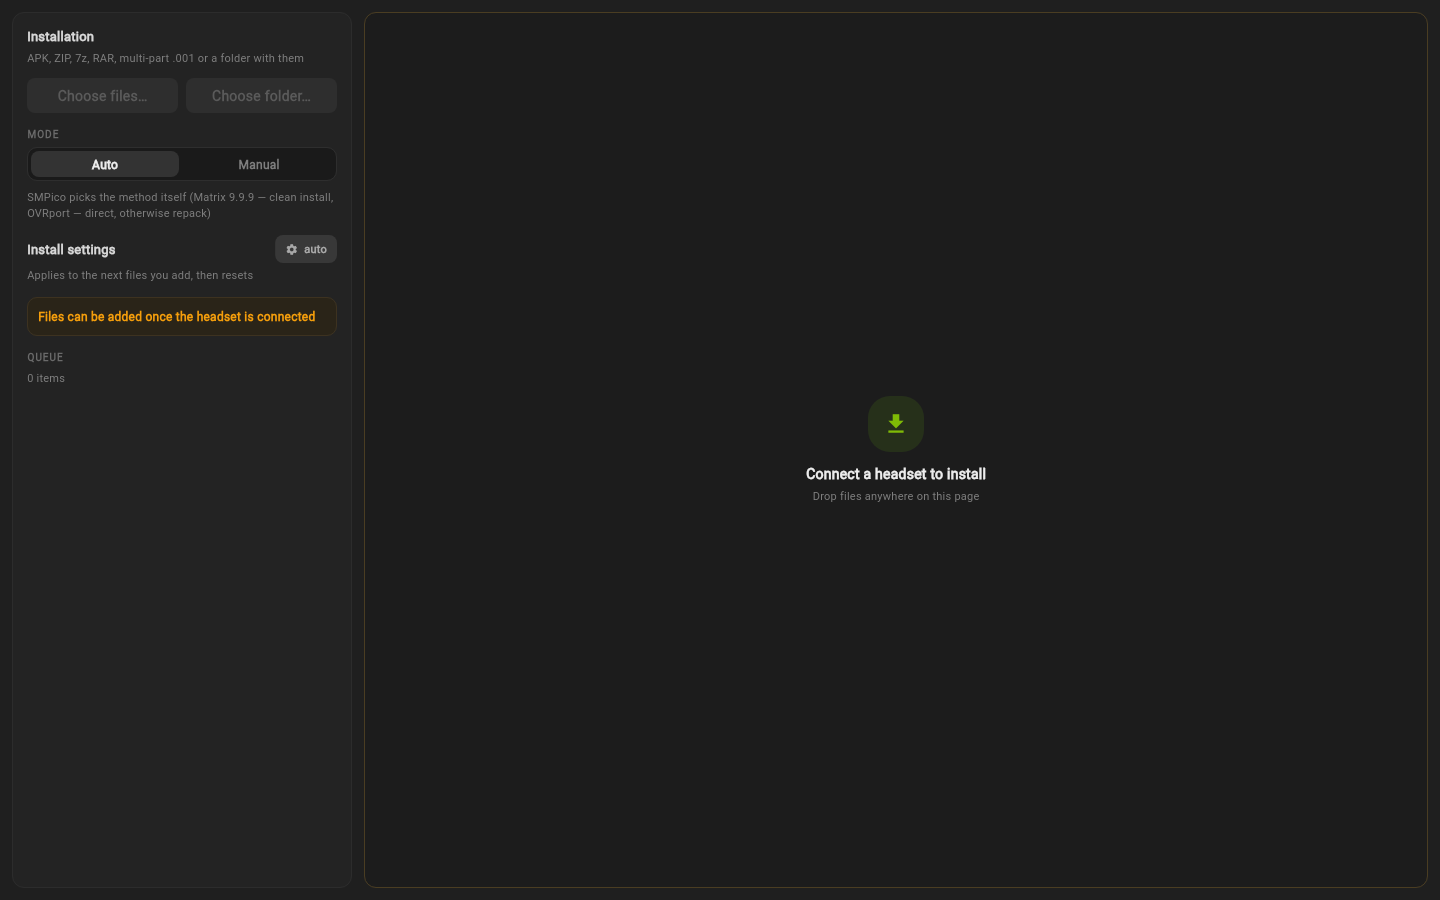 Installation
APK, ZIP, 7z, RAR, multi-part .001 or a folder with them
Choose files...
Choose folder...
MODE
Auto
Manual
SMPico picks the method itself (Matrix 9.9.9 — clean install,
OVRport — direct, otherwise repack)
Install settings
auto
Applies to the next files you add, then resets
Files can be added once the headset is connected
QUEUE
0 items
Connect a headset to install
Drop files anywhere on this page